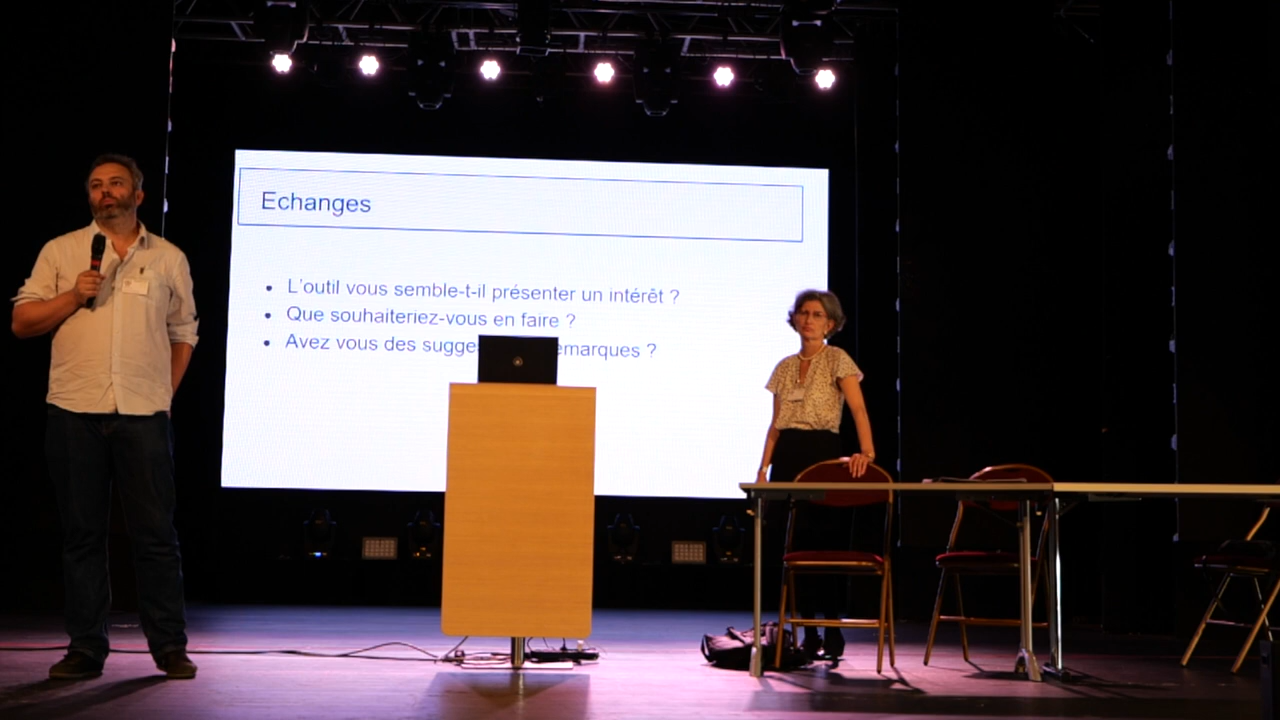 Echanges
L'outil vous semble-t-il présenter un intérêt ?
Que souhaiteriez-vous en faire ?
Avez vous des sugge emarques ?